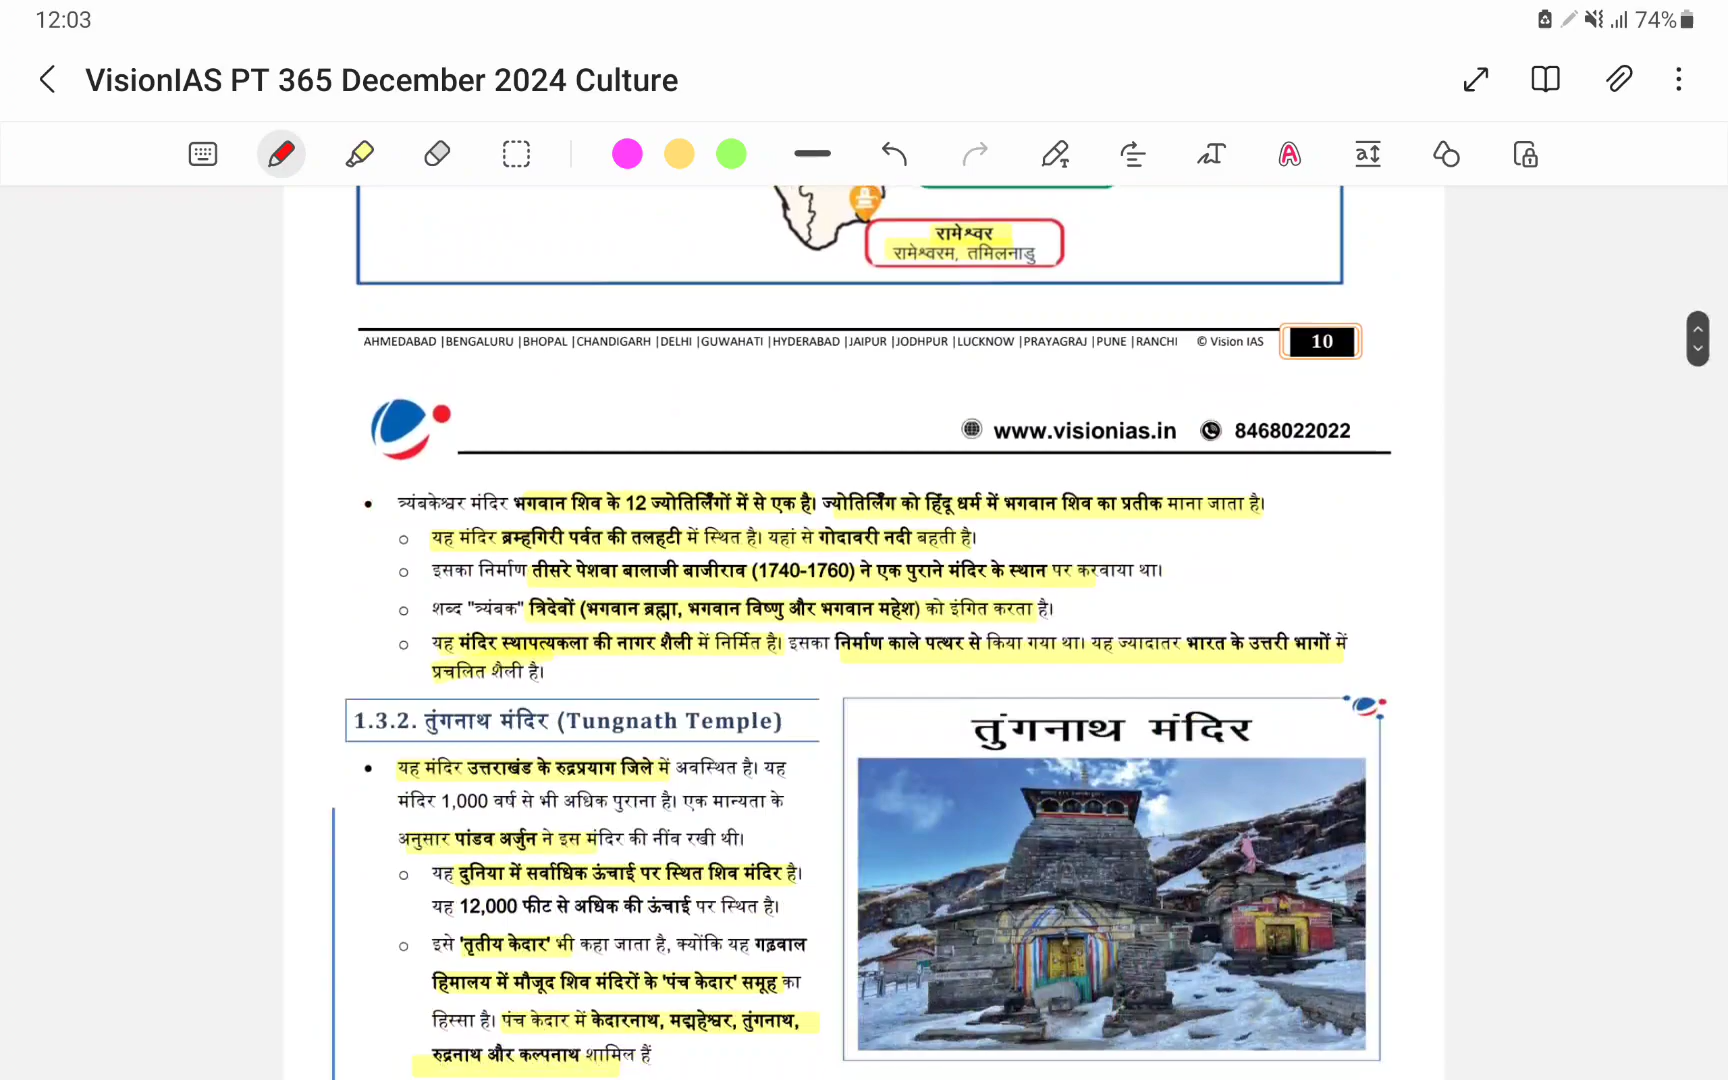 12:03
74%
VisionIAS PT 365 December 2024 Culture
रामेश्वर
रामेश्वरम, तमिलनाडु
AHMEDABAD |BENGALURU |BHOPAL |CHANDIGARH |DELHI |GUWAHATI |HYDERABAD |JAIPUR |JODHPUR |LUCKNOW |PRAYAGRAJ |PUNE |RANCHI © Vision IAS 10
www.visionias.in 8468022022
• त्र्यंबकेश्वर मंदिर भगवान शिव के 12 ज्योतिर्लिंगों में से एक है। ज्योतिर्लिंग को हिंदू धर्म में भगवान शिव का प्रतीक माना जाता है।
○ यह मंदिर ब्रम्हगिरी पर्वत की तलहटी में स्थित है। यहां से गोदावरी नदी बहती है।
○ इसका निर्माण तीसरे पेशवा बालाजी बाजीराव (1740-1760) ने एक पुराने मंदिर के स्थान पर करवाया था।
○ शब्द "त्र्यंबक" त्रिदेवों (भगवान ब्रह्मा, भगवान विष्णु और भगवान महेश) को इंगित करता है।
○ यह मंदिर स्थापत्यकला की नागर शैली में निर्मित है। इसका निर्माण काले पत्थर से किया गया था। यह ज्यादातर भारत के उत्तरी भागों में
प्रचलित शैली है।
1.3.2. तुंगनाथ मंदिर (Tungnath Temple)
• यह मंदिर उत्तराखंड के रुद्रप्रयाग जिले में अवस्थित है। यह
मंदिर 1,000 वर्ष से भी अधिक पुराना है। एक मान्यता के
अनुसार पांडव अर्जुन ने इस मंदिर की नींव रखी थी।
○ यह दुनिया में सर्वाधिक ऊंचाई पर स्थित शिव मंदिर है।
यह 12,000 फीट से अधिक की ऊंचाई पर स्थित है।
○ इसे 'तृतीय केदार' भी कहा जाता है, क्योंकि यह गढ़वाल
हिमालय में मौजूद शिव मंदिरों के 'पंच केदार' समूह का
हिस्सा है। पंच केदार में केदारनाथ, मद्महेश्वर, तुंगनाथ,
रुद्रनाथ और कल्पनाथ शामिल हैं
तुंगनाथ मंदिर